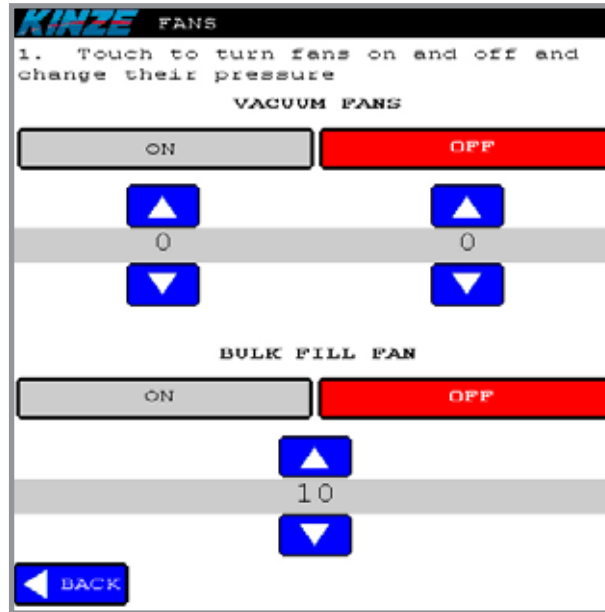 KINZE FANS
1. Touch to turn fans on and off and
change their pressure
VACUUM FANS
ON OFF
0 0
BULK FILL FAN
ON OFF
10
BACK